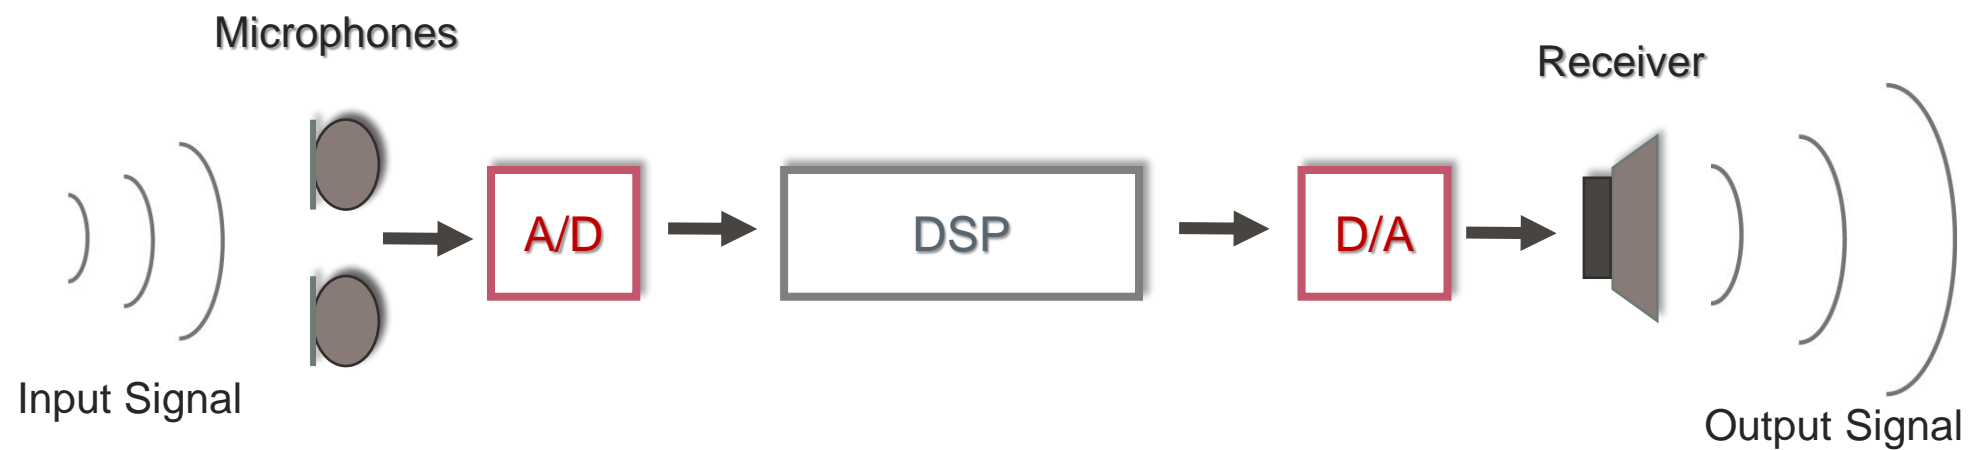 Microphones
Receiver
A/D
DSP
D/A
Input Signal
Output Signal